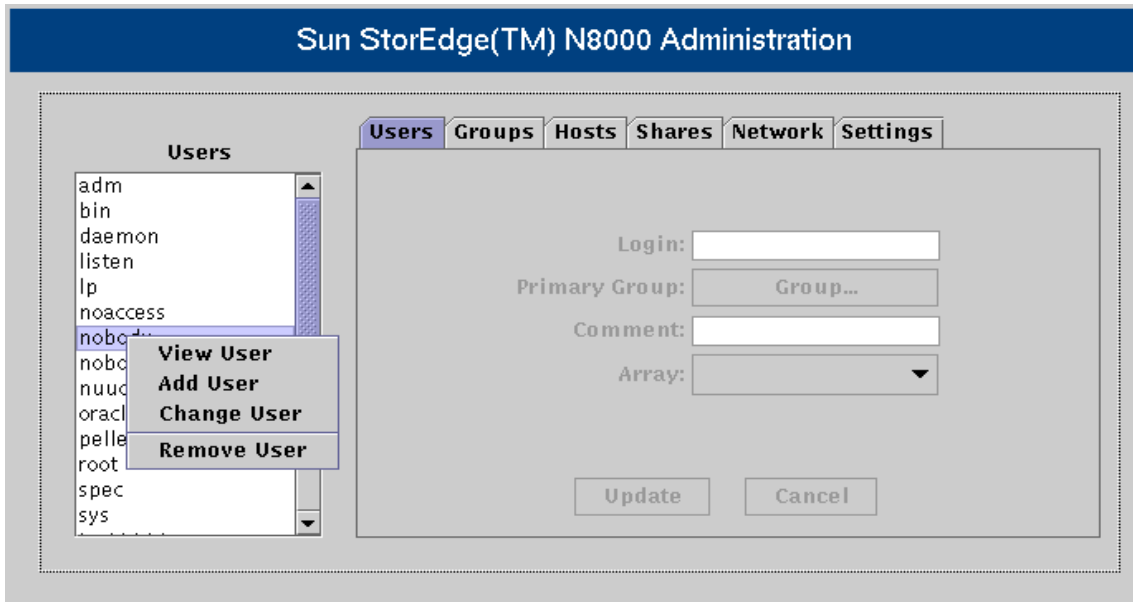 Sun StorEdge(TM) N8000 Administration
Users Groups Hosts Shares Network Settings
Users
adm
bin
daemon
listen
lp
noaccess
nobody
View User
Add User
Change User
Remove User
root
spec
sys
Login:
Primary Group: Group...
Comment:
Array:
Update Cancel